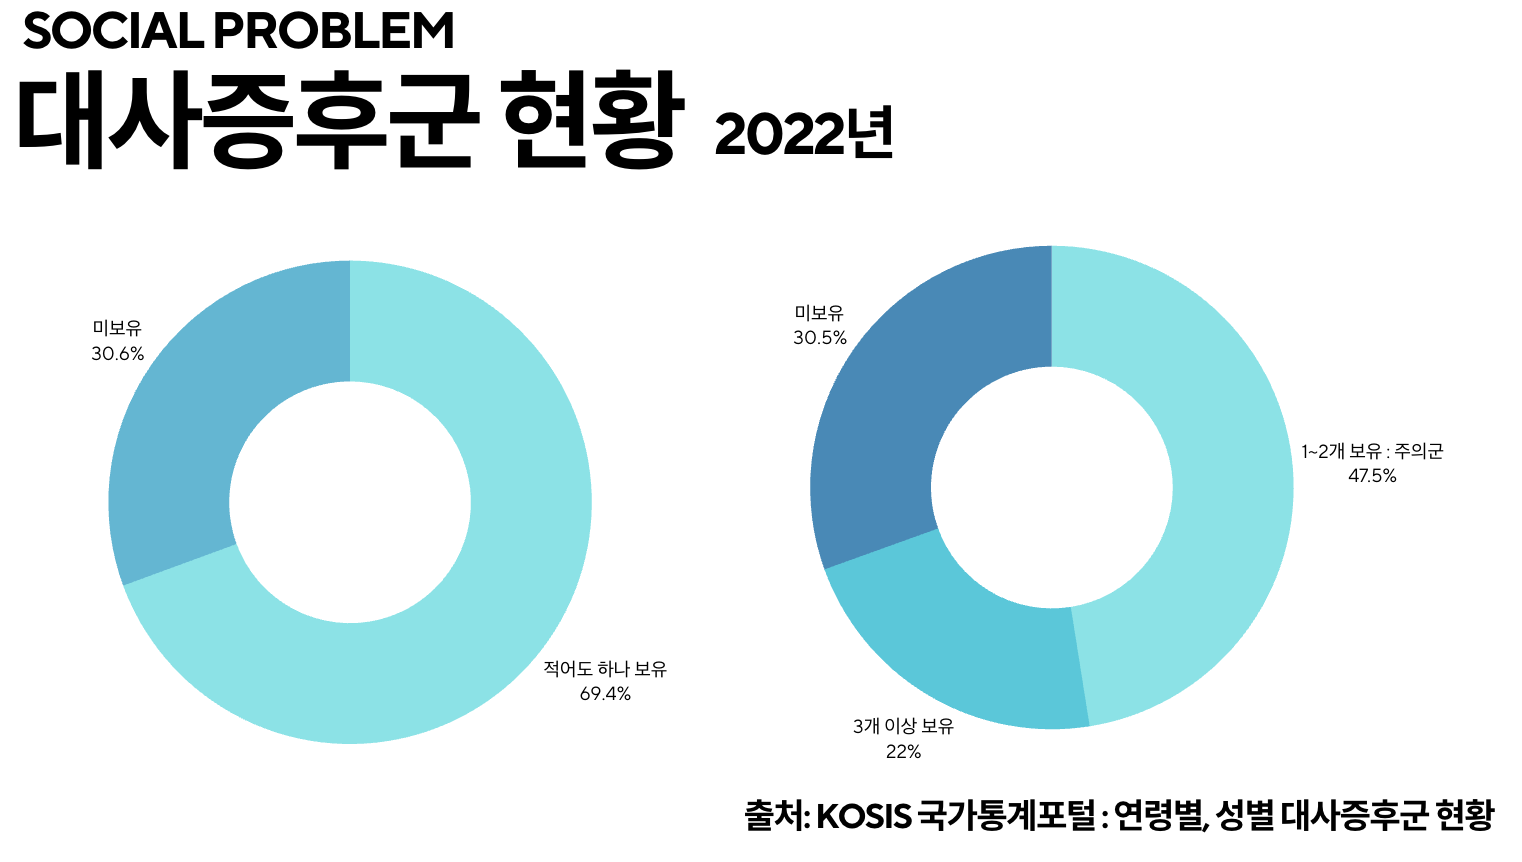 SOCIAL PROBLEM
대사증후군 현황 2022년
미보유
30.6%
적어도 하나 보유
69.4%
미보유
30.5%
1~2개 보유 : 주의군
47.5%
3개 이상 보유
22%
출처: KOSIS 국가통계포털 : 연령별, 성별 대사증후군 현황